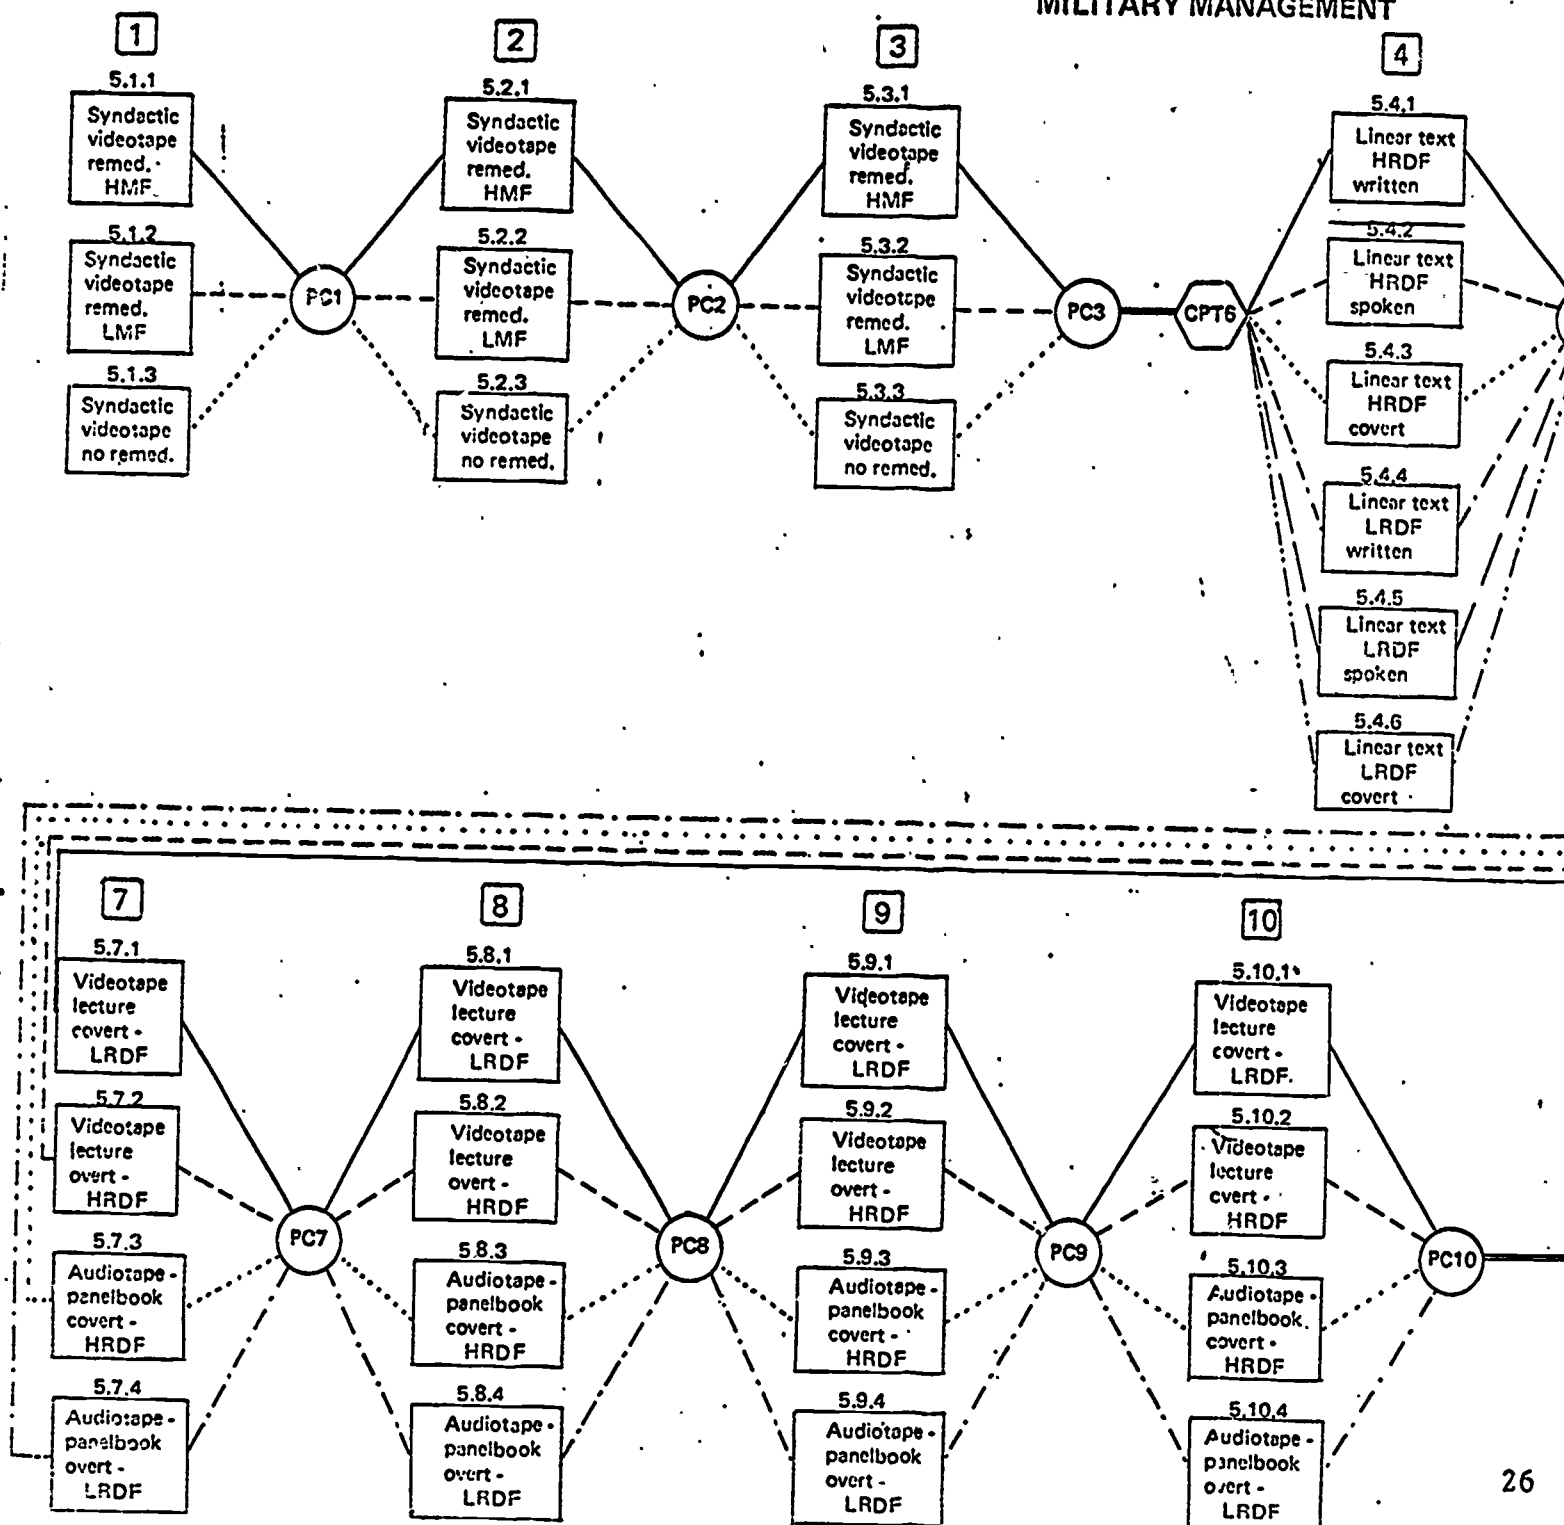 MILITARY MANAGEMENT
1
2
3
4
5.1.1
Syndactic
videotape
remed.
HMF
5.1.2
Syndactic
videotape
remed.
LMF
5.1.3
Syndactic
videotape
no remed.
PC1
5.2.1
Syndactic
videotape
remed.
HMF
5.2.2
Syndactic
videotape
remed.
LMF
5.2.3
Syndactic
videotape
no remed.
PC2
5.3.1
Syndactic
videotape
remed.
HMF
5.3.2
Syndactic
videotape
remed.
LMF
5.3.3
Syndactic
videotape
no remed.
PC3
CPT6
5.4.1
Linear text
HRDF
written
5.4.2
Linear text
HRDF
spoken
5.4.3
Linear text
HRDF
covert
5.4.4
Linear text
LRDF
written
5.4.5
Linear text
LRDF
spoken
5.4.6
Linear text
LRDF
covert
7
8
9
10
5.7.1
Videotape
lecture
covert -
LRDF
5.7.2
Videotape
lecture
overt -
HRDF
5.7.3
Audiotape -
panelbook
covert -
HRDF
5.7.4
Audiotape -
panelbook
overt -
LRDF
PC7
5.8.1
Videotape
lecture
covert -
LRDF
5.8.2
Videotape
lecture
overt -
HRDF
5.8.3
Audiotape -
panelbook
covert -
HRDF
5.8.4
Audiotape -
panelbook
overt -
LRDF
PC8
5.9.1
Videotape
lecture
covert -
LRDF
5.9.2
Videotape
lecture
overt -
HRDF
5.9.3
Audiotape -
panelbook
covert -
HRDF
5.9.4
Audiotape -
panelbook
overt -
LRDF
PC9
5.10.1
Videotape
lecture
covert -
LRDF
5.10.2
Videotape
lecture
overt -
HRDF
5.10.3
Audiotape -
panelbook
covert -
HRDF
5.10.4
Audiotape -
panelbook
overt -
LRDF
PC10
26